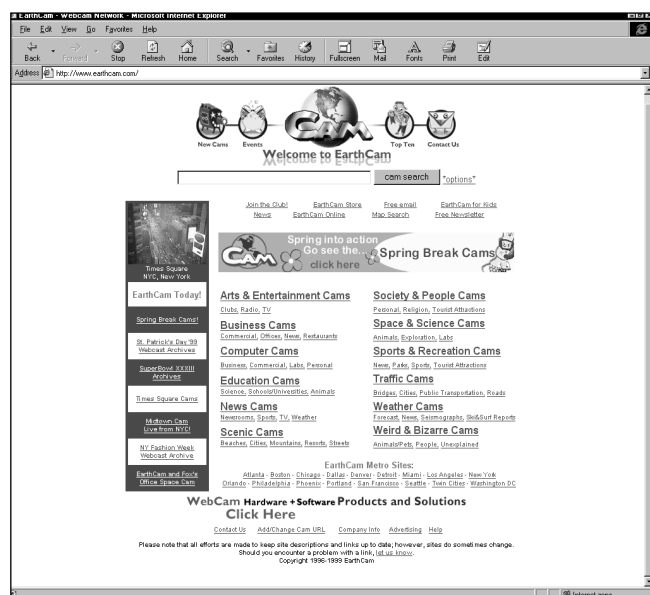 EarthCam - Webcam Network - Microsoft Internet Explorer
File Edit View Go Favorites Help
Back Forward Stop Refresh Home Search Favorites History Fullscreen Mail Fonts Print Edit
Address http://www.earthcam.com/
CAM
New Cams Events Top Ten Contact Us
Welcome to EarthCam
cam search *options*
Join the Club! EarthCam Store Free email EarthCam for Kids
News EarthCam Online Map Search Free Newsletter
Times Square
NYC, New York
EarthCam Today!
Spring Break Cams!
St. Patrick's Day '99
Webcast Archives
SuperBowl XXXIII
Archives
Times Square Cams
Midtown Cam
Live from NYC!
NY Fashion Week
Webcast Archive
EarthCam and Fox's
Office Space Cam
CAM
Spring into action
Go see the...
click here
Spring Break Cams
Arts & Entertainment Cams
Clubs, Radio, TV
Business Cams
Commercial, Offices, News, Restaurants
Computer Cams
Business, Commercial, Labs, Personal
Education Cams
Science, Schools/Universities, Animals
News Cams
Newsrooms, Sports, TV, Weather
Scenic Cams
Beaches, Cities, Mountains, Resorts, Streets
Society & People Cams
Personal, Religion, Tourist Attractions
Space & Science Cams
Animals, Exploration, Labs
Sports & Recreation Cams
News, Parks, Sports, Tourist Attractions
Traffic Cams
Bridges, Cities, Public Transportation, Roads
Weather Cams
Forecast, News, Seismographs, Ski&Surf Reports
Weird & Bizarre Cams
Animals/Pets, People, Unexplained
EarthCam Metro Sites:
Atlanta - Boston - Chicago - Dallas - Denver - Detroit - Miami - Los Angeles - New York
Orlando - Philadelphia - Phoenix - Portland - San Francisco - Seattle - Twin Cities - Washington DC
WebCam Hardware + Software Products and Solutions
Click Here
Contact Us Add/Change Cam URL Company Info Advertising Help
Please note that all efforts are made to keep site descriptions and links up to date; however, sites do sometimes change.
Should you encounter a problem with a link, let us know.
Copyright 1996-1999 EarthCam
Internet zone